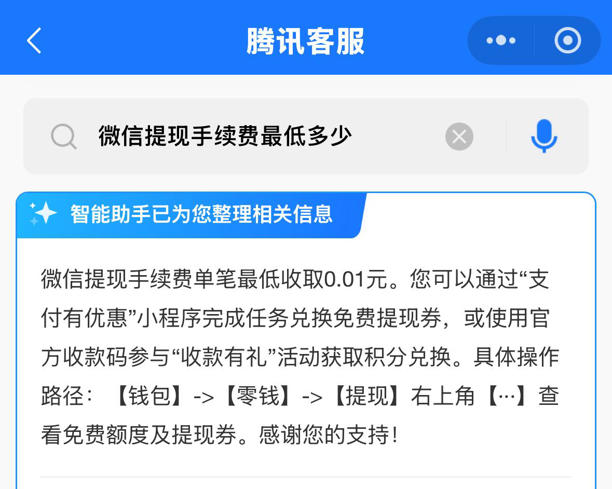 腾讯客服
微信提现手续费最低多少
智能助手已为您整理相关信息
微信提现手续费单笔最低收取0.01元。您可以通过“支
付有优惠”小程序完成任务兑换免费提现券，或使用官
方收款码参与“收款有礼”活动获取积分兑换。具体操作
路径：【钱包】->【零钱】->【提现】右上角【···】查
看免费额度及提现券。感谢您的支持！